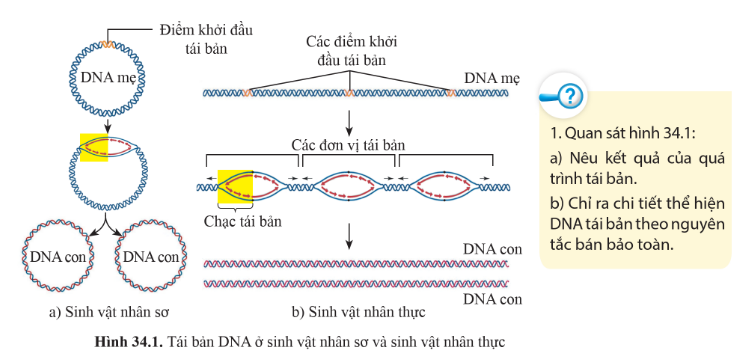 Điểm khởi đầu
tái bản
DNA mẹ
DNA con
DNA con
a) Sinh vật nhân sơ
Các điểm khởi
đầu tái bản
DNA mẹ
Các đơn vị tái bản
Chạc tái bản
DNA con
DNA con
b) Sinh vật nhân thực
Hình 34.1. Tái bản DNA ở sinh vật nhân sơ và sinh vật nhân thực
?
1. Quan sát hình 34.1:
a) Nêu kết quả của quá
trình tái bản.
b) Chỉ ra chi tiết thể hiện
DNA tái bản theo nguyên
tắc bán bảo toàn.